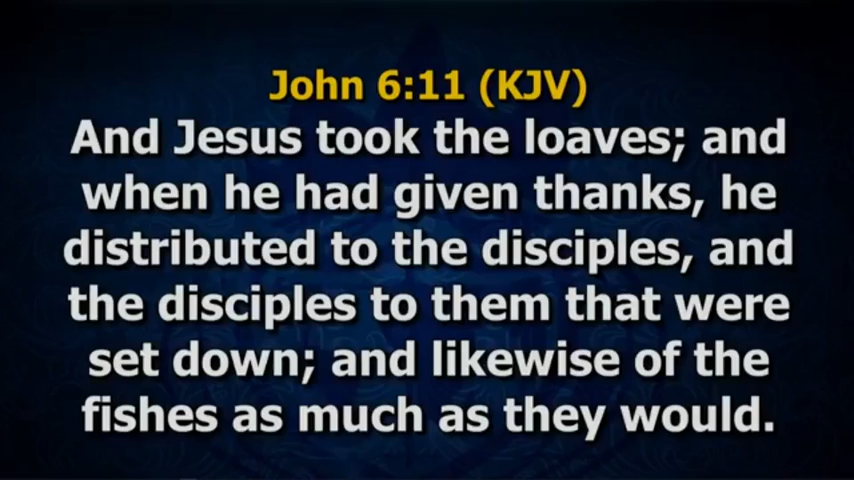 John 6:11 (KJV)
And Jesus took the loaves; and
when he had given thanks, he
distributed to the disciples, and
the disciples to them that were
set down; and likewise of the
fishes as much as they would.